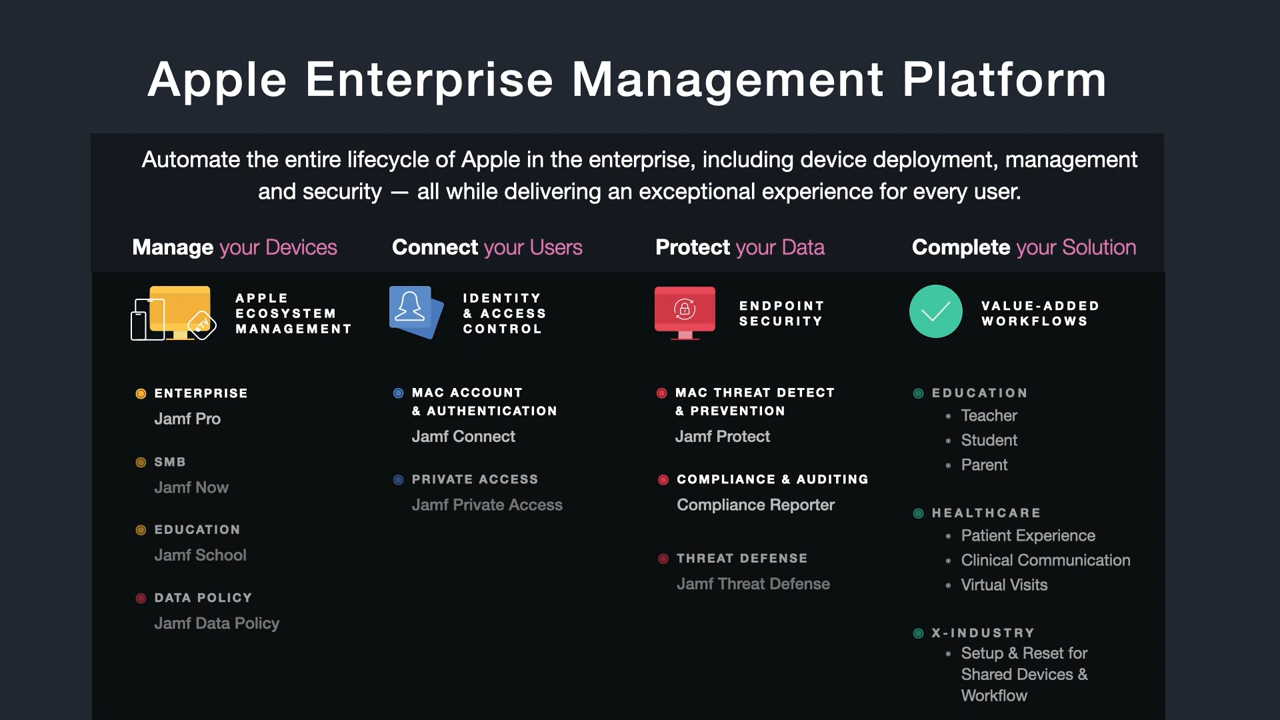 Apple Enterprise Management Platform
Automate the entire lifecycle of Apple in the enterprise, including device deployment, management
and security — all while delivering an exceptional experience for every user.
Manage your Devices
APPLE
ECOSYSTEM
MANAGEMENT
ENTERPRISE
Jamf Pro
SMB
Jamf Now
EDUCATION
Jamf School
DATA POLICY
Jamf Data Policy
Connect your Users
IDENTITY
& ACCESS
CONTROL
MAC ACCOUNT
& AUTHENTICATION
Jamf Connect
PRIVATE ACCESS
Jamf Private Access
Protect your Data
ENDPOINT
SECURITY
MAC THREAT DETECT
& PREVENTION
Jamf Protect
COMPLIANCE & AUDITING
Compliance Reporter
THREAT DEFENSE
Jamf Threat Defense
Complete your Solution
VALUE-ADDED
WORKFLOWS
EDUCATION
• Teacher
• Student
• Parent
HEALTHCARE
• Patient Experience
• Clinical Communication
• Virtual Visits
X-INDUSTRY
• Setup & Reset for
Shared Devices &
Workflow